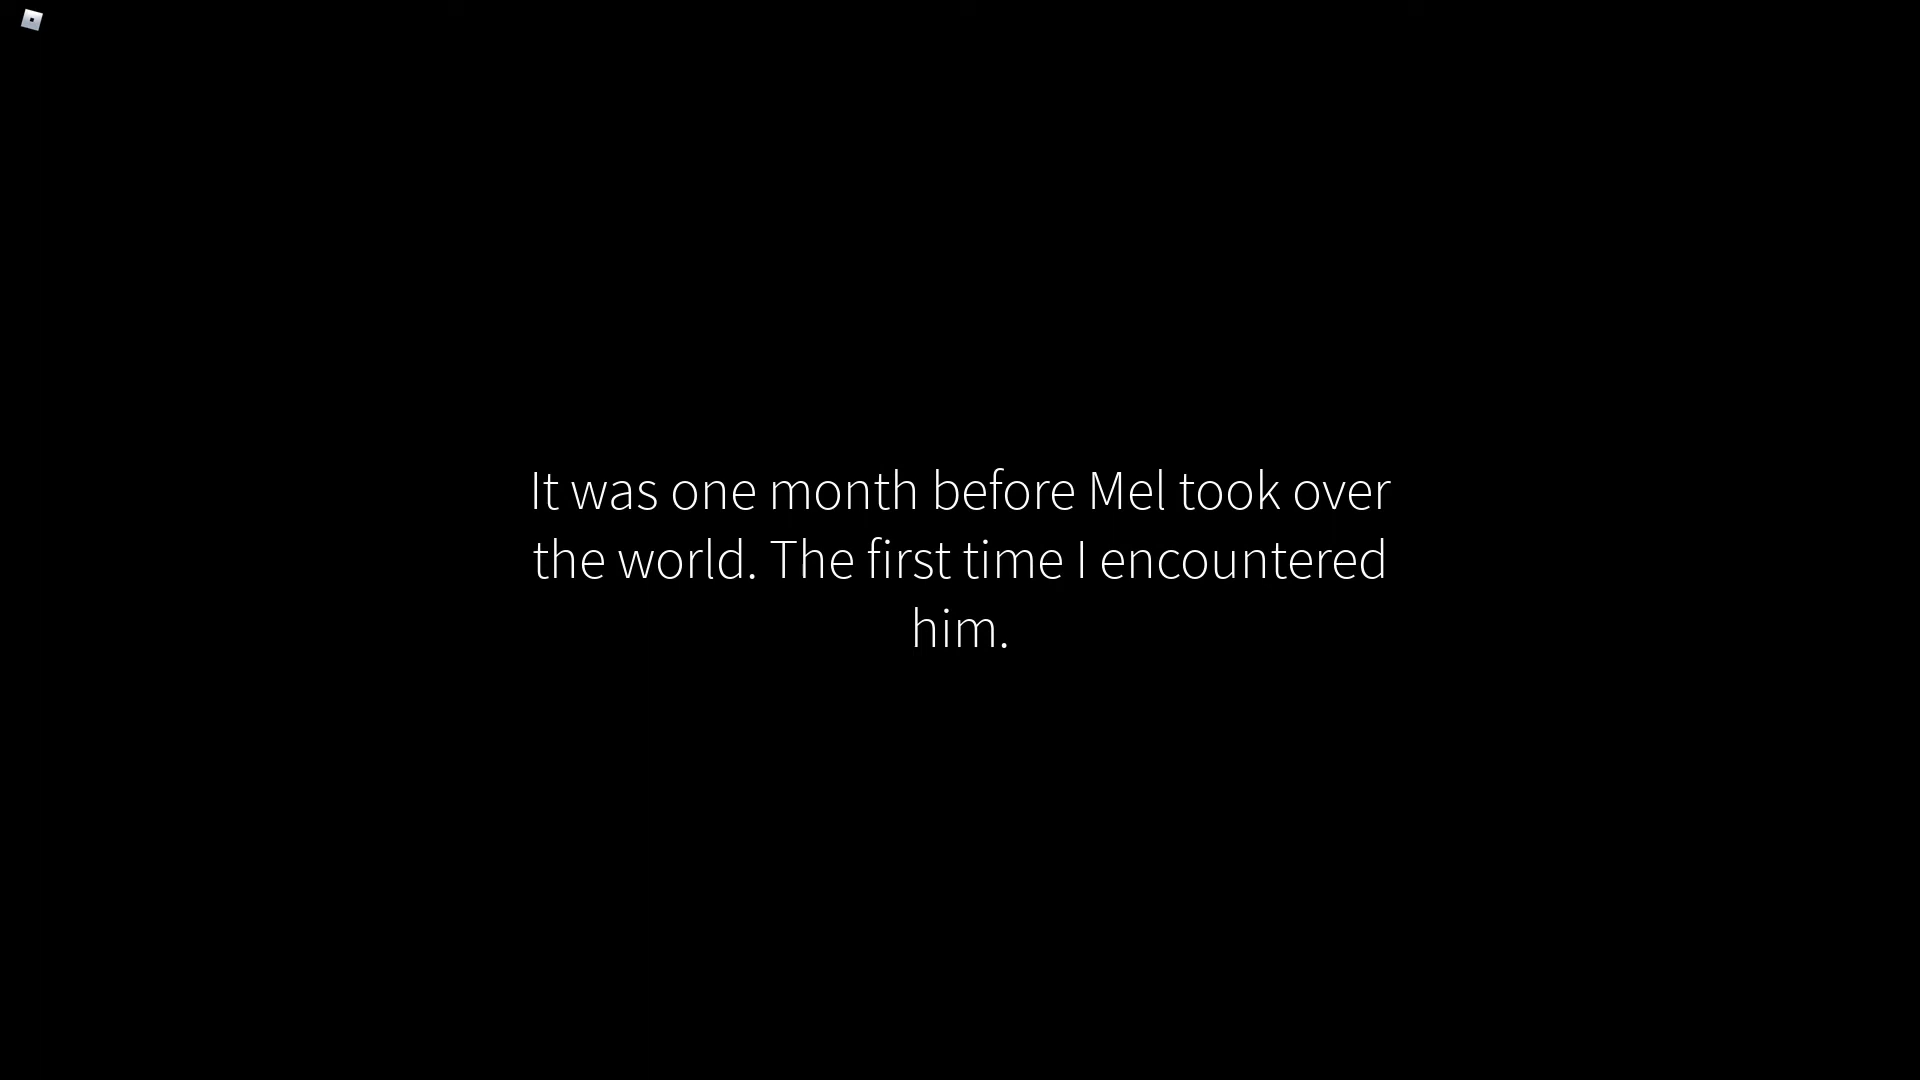 It was one month before Mel took over
the world. The first time I encountered
him.